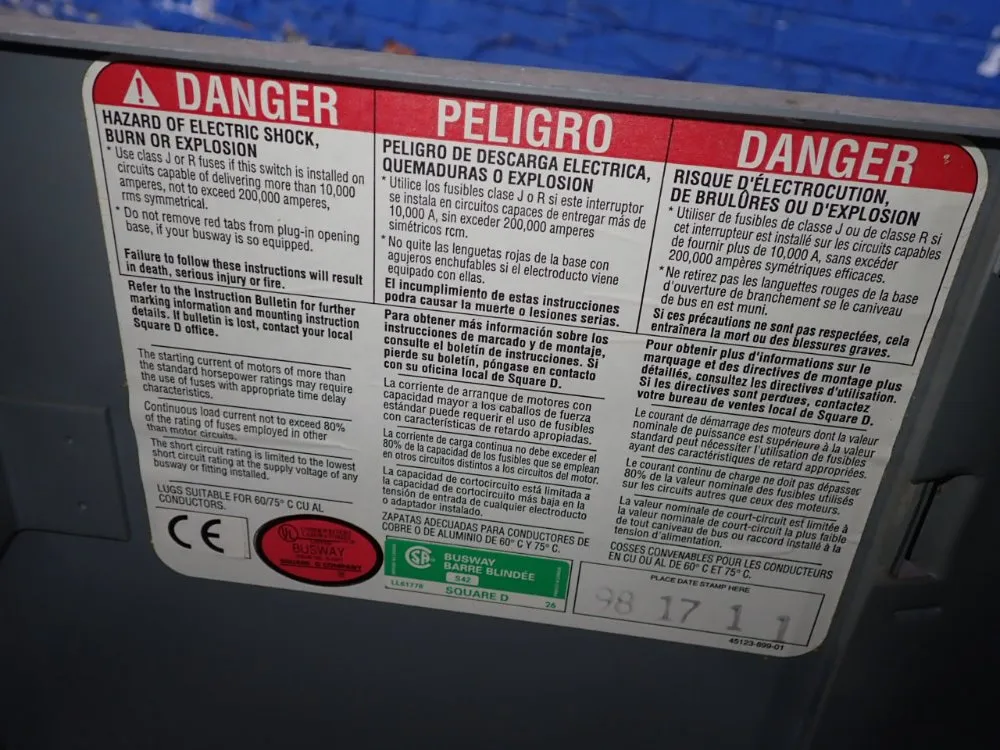 DANGER
HAZARD OF ELECTRIC SHOCK,
BURN OR EXPLOSION
* Use class J or R fuses if this switch is installed on
circuits capable of delivering more than 10,000
amperes, not to exceed 200,000 amperes,
rms symmetrical.
* Do not remove red tabs from plug-in opening
base, if your busway is so equipped.
Failure to follow these instructions will result
in death, serious injury or fire.
Refer to the Instruction Bulletin for further
marking information and mounting instruction
details. If bulletin is lost, contact your local
Square D office.
The starting current of motors of more than
the standard horsepower ratings may require
the use of fuses with appropriate time delay
characteristics.
Continuous load current not to exceed 80%
of the rating of fuses employed in other
than motor circuits.
The short circuit rating is limited to the lowest
short circuit rating at the supply voltage of any
busway or fitting installed.
LUGS SUITABLE FOR 60/75° C CU AL
CONDUCTORS.
CE
UL
BUSWAY
SQUARE D COMPANY
PELIGRO
PELIGRO DE DESCARGA ELECTRICA,
QUEMADURAS O EXPLOSION
* Utilice los fusibles clase J o R si este interruptor
se instala en circuitos capaces de entregar más de
10,000 A, sin exceder 200,000 amperes
simétricos rcm.
* No quite las lenguetas rojas de la base con
agujeros enchufables si el electroducto viene
equipado con ellas.
El incumplimiento de estas instrucciones
podra causar la muerte o lesiones serias.
Para obtener más información sobre los
instrucciones de marcado y de montaje,
consulte el boletín de instrucciones. Si
pierde su boletín, póngase en contacto
con su oficina local de Square D.
La corriente de arranque de motores con
capacidad mayor a los caballos de fuerza
estándar puede requerir el uso de fusibles
con características de retardo apropiadas.
La corriente de carga continua no debe exceder el
80% de la capacidad de los fusibles que se emplean
en otros circuitos distintos a los circuitos del motor.
La capacidad de cortocircuito está limitada a
la capacidad de cortocircuito más baja en la
tensión de entrada de cualquier electroducto
o adaptador instalado.
ZAPATAS ADECUADAS PARA CONDUCTORES DE
COBRE O DE ALUMINIO DE 60° C Y 75° C.
BUSWAY
BARRE BLINDÉE
S42
LL61778
SQUARE D
26
DANGER
RISQUE D'ÉLECTROCUTION,
DE BRULÛRES OU D'EXPLOSION
* Utiliser de fusibles de classe J ou de classe R si
cet interrupteur est installé sur les circuits capables
de fournir plus de 10,000 A, sans excéder
200,000 ampères symétriques efficaces.
* Ne retirez pas les languettes rouges de la base
d'ouverture de branchement se le caniveau
de bus en est muni.
Si ces précautions ne sont pas respectées, cela
entraînera la mort ou des blessures graves.
Pour obtenir plus d'informations sur le
marquage et des directives de montage plus
détaillés, consultez les directives d'utilisation.
Si les directives sont perdues, contactez
votre bureau de ventes local de Square D.
Le courant de démarrage des moteurs dont la valeur
nominale de puissance est supérieure à la valeur
standard peut nécessiter l'utilisation de fusibles
ayant des caractéristiques de retard appropriées.
Le courant continu de charge ne doit pas dépasser
80% de la valeur nominale des fusibles utilisés
sur les circuits autres que ceux des moteurs.
La valeur nominale de court-circuit est limitée à
la valeur nominale de court-circuit la plus faible
de tout caniveau de bus ou raccord installé à la
tension d'alimentation.
COSSES CONVENABLES POUR LES CONDUCTEURS
EN CU OU AL DE 60° C ET 75° C.
PLACE DATE STAMP HERE
98 17 1 1
45123-899-01